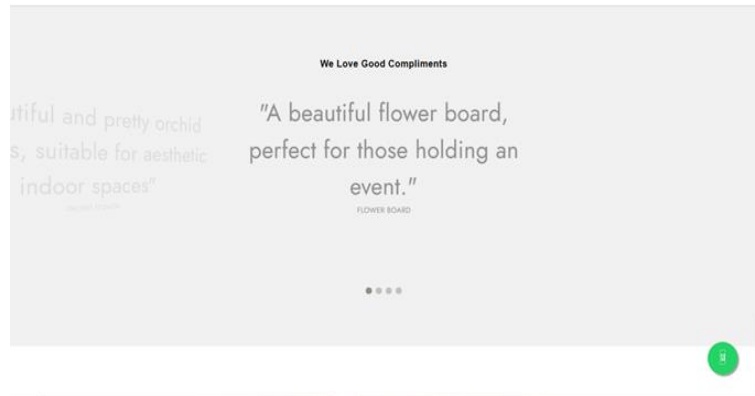 We Love Good Compliments
utiful and pretty orchid
s, suitable for aesthetic
indoor spaces"
"A beautiful flower board,
perfect for those holding an
event."
FLOWER BOARD